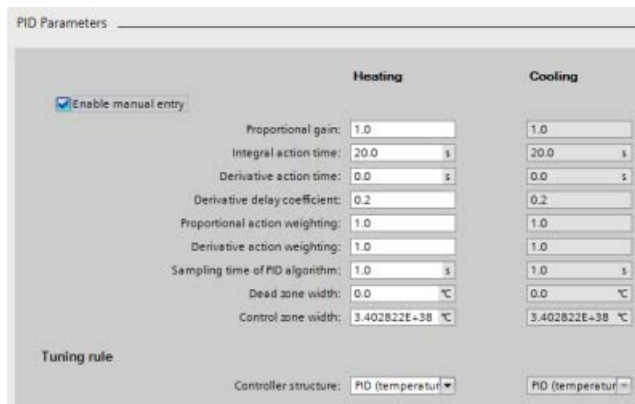 PID Parameters
Heating Cooling
Enable manual entry
Proportional gain: 1.0 1.0
Integral action time: 20.0 s 20.0 s
Derivative action time: 0.0 s 0.0 s
Derivative delay coefficient: 0.2 0.2
Proportional action weighting: 1.0 1.0
Derivative action weighting: 1.0 1.0
Sampling time of PID algorithm: 1.0 s 1.0 s
Dead zone width: 0.0 °C 0.0 °C
Control zone width: 3.402822E+38 °C 3.402822E+38 °C
Tuning rule
Controller structure: PID (temperatur PID (temperatur